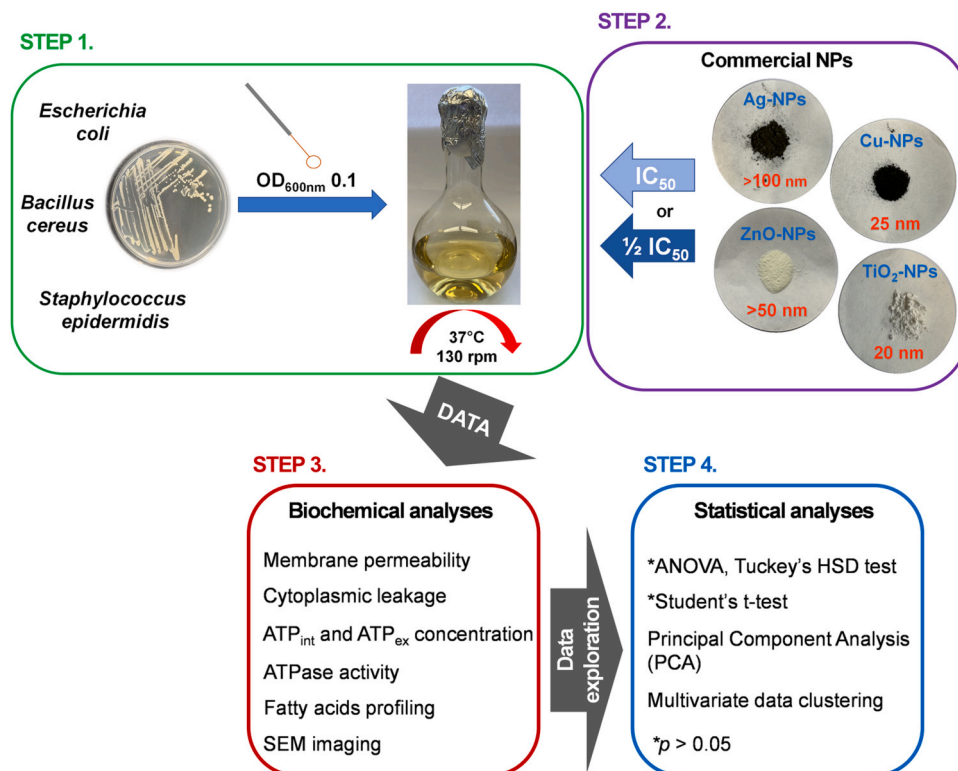 STEP 1.
Escherichia
coli
Bacillus
cereus
Staphylococcus
epidermidis
OD600nm 0.1
37°C
130 rpm
STEP 2.
Commercial NPs
Ag-NPs
>100 nm
Cu-NPs
25 nm
ZnO-NPs
>50 nm
TiO2-NPs
20 nm
IC50
or
½ IC50
DATA
STEP 3.
Biochemical analyses
Membrane permeability
Cytoplasmic leakage
ATPint and ATPex concentration
ATPase activity
Fatty acids profiling
SEM imaging
Data
exploration
STEP 4.
Statistical analyses
*ANOVA, Tuckey's HSD test
*Student's t-test
Principal Component Analysis
(PCA)
Multivariate data clustering
*p > 0.05